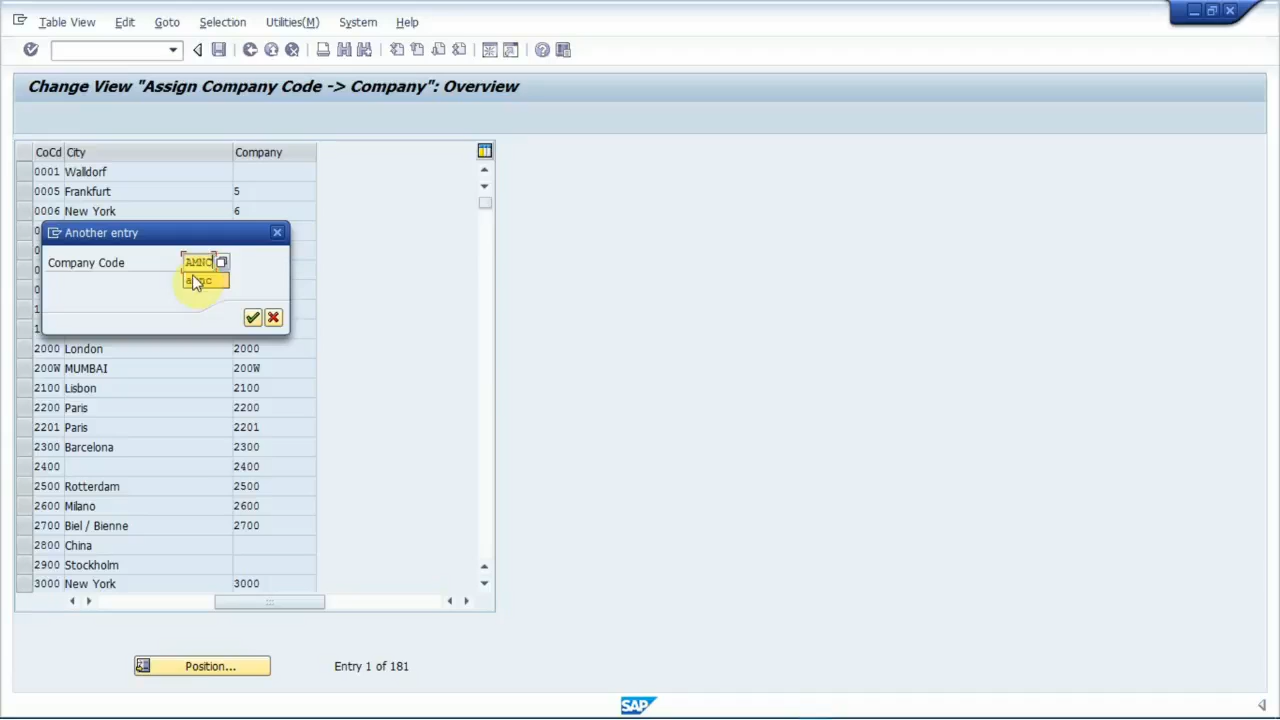 Table View Edit Goto Selection Utilities(M) System Help
Change View "Assign Company Code -> Company": Overview
CoCd City Company
0001 Walldorf
0005 Frankfurt 5
0006 New York 6
Another entry
Company Code AMNC
2000 London 2000
200W MUMBAI 200W
2100 Lisbon 2100
2200 Paris 2200
2201 Paris 2201
2300 Barcelona 2300
2400 2400
2500 Rotterdam 2500
2600 Milano 2600
2700 Biel / Bienne 2700
2800 China
2900 Stockholm
3000 New York 3000
Position... Entry 1 of 181
SAP